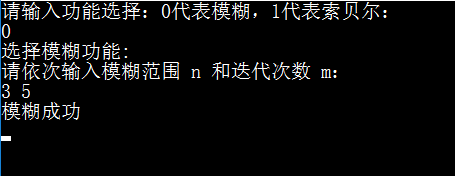 请输入功能选择：0代表模糊，1代表索贝尔：
0
选择模糊功能:
请依次输入模糊范围 n 和迭代次数 m：
3 5
模糊成功